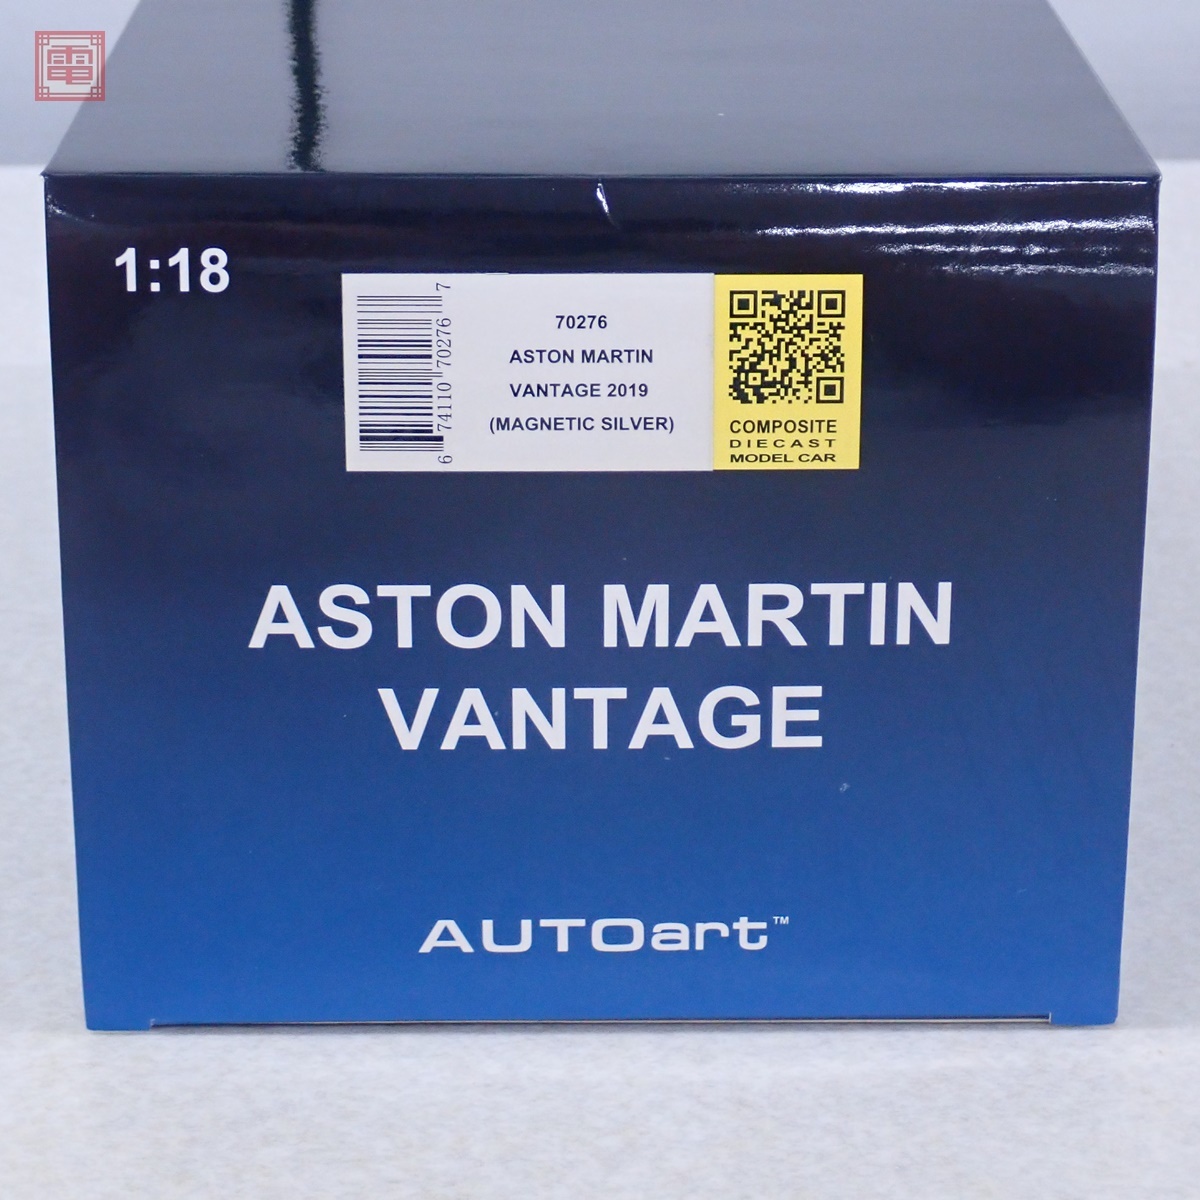 電
1:18
6 74110 70276 7
70276
ASTON MARTIN
VANTAGE 2019
(MAGNETIC SILVER)
COMPOSITE
DIECAST
MODEL CAR
ASTON MARTIN
VANTAGE
AUTOart™